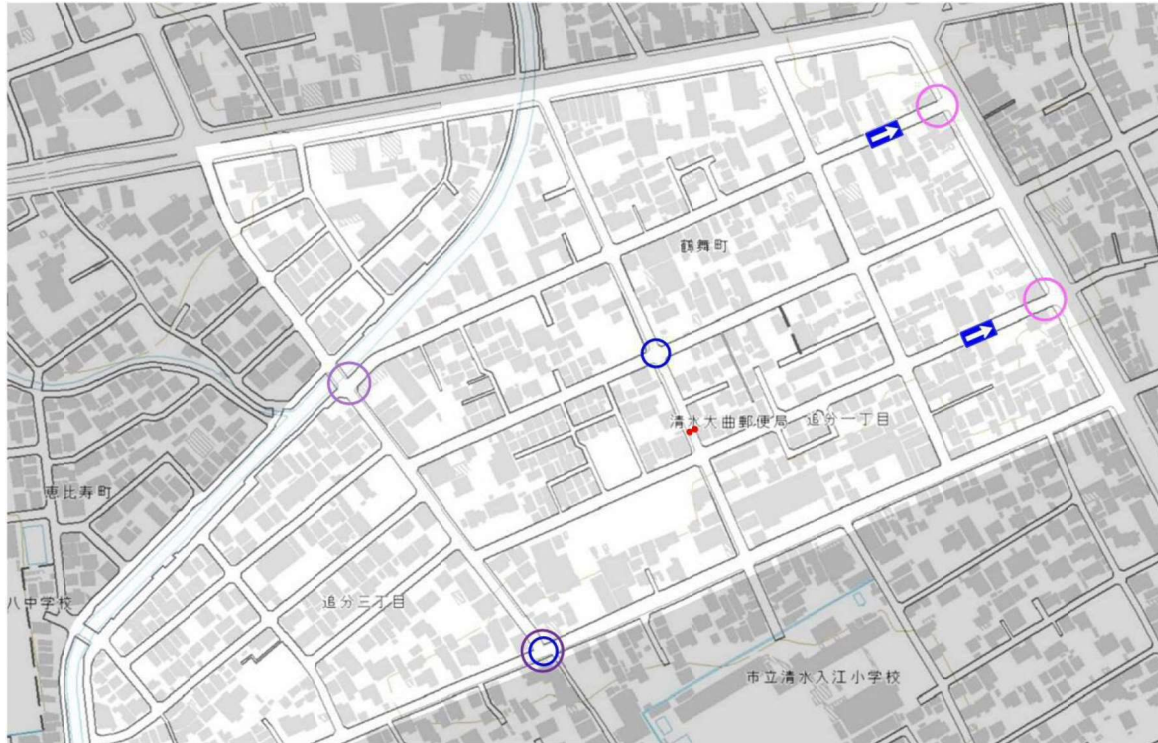 鶴舞町
清水大曲郵便局
追分一丁目
恵比寿町
八中学校
追分三丁目
市立清水入江小学校